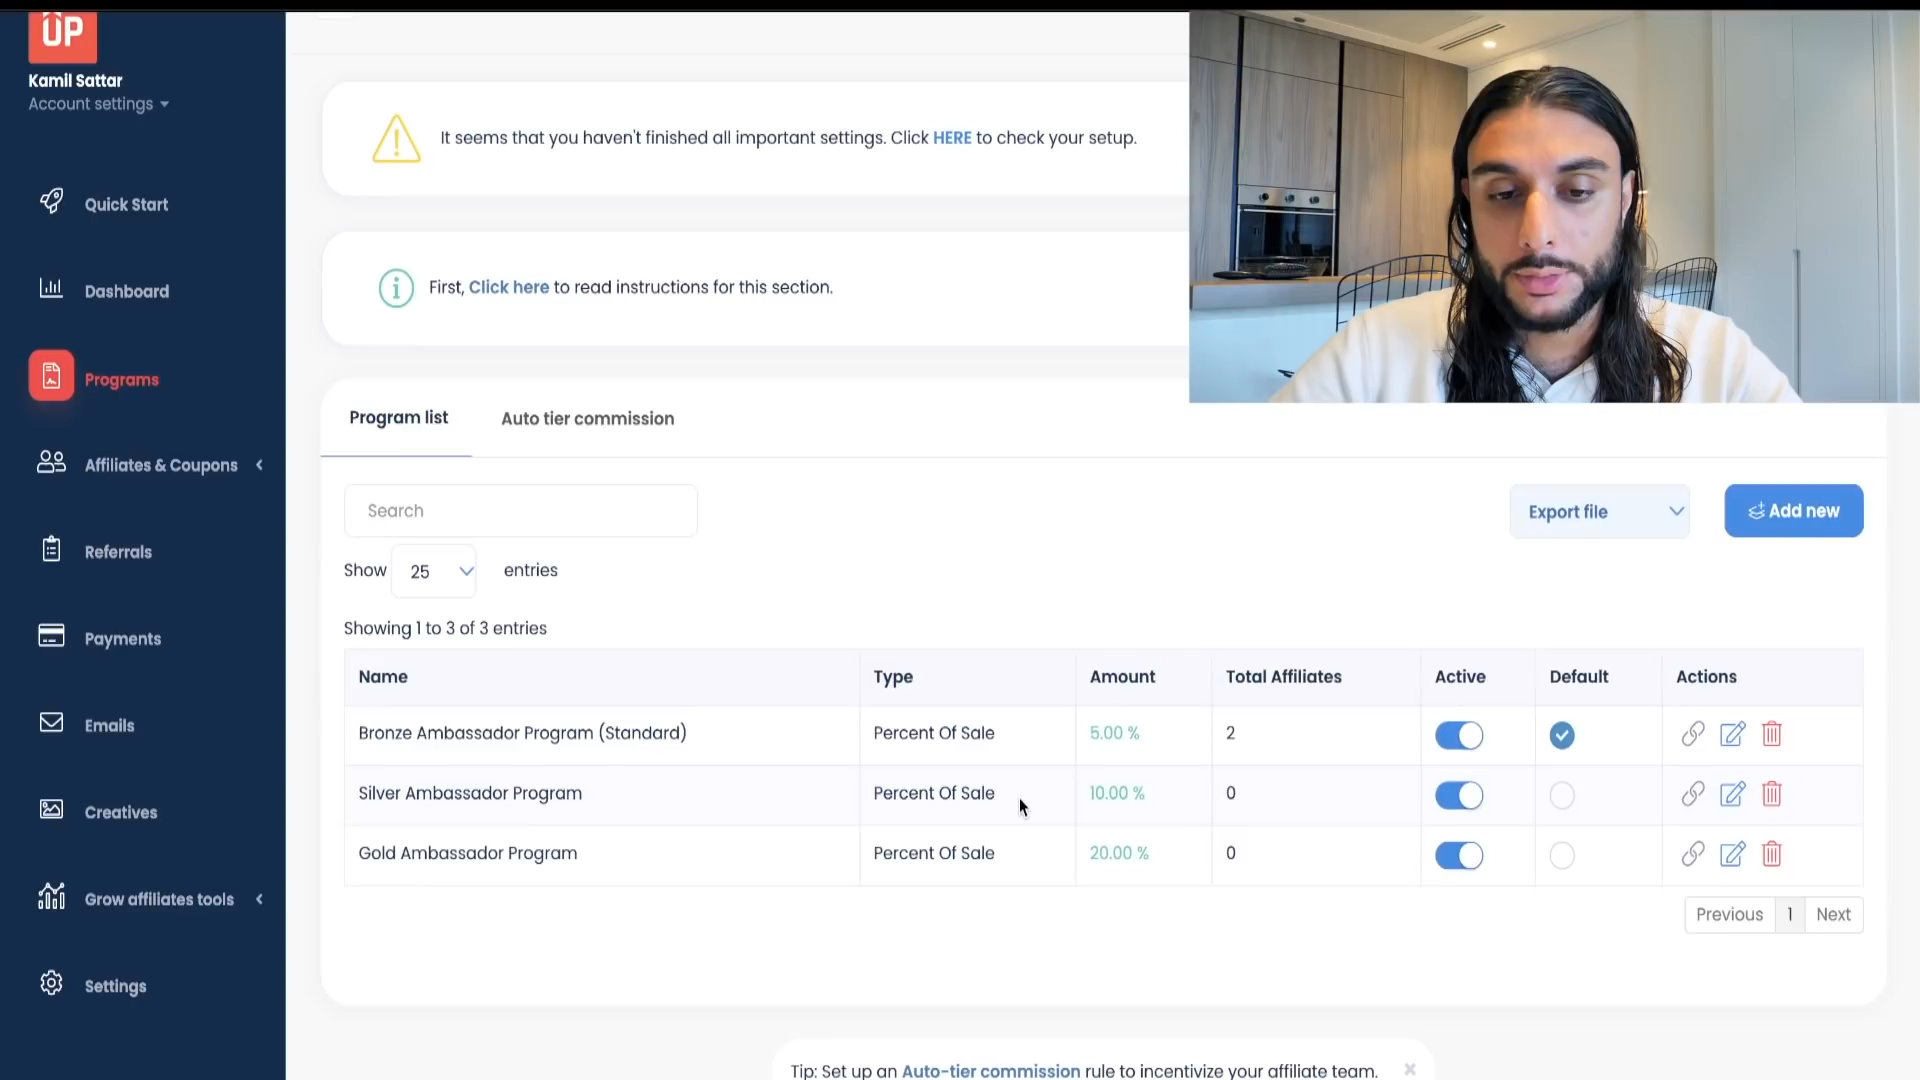 UP
Kamil Sattar
Account settings
Quick Start
Dashboard
Programs
Affiliates & Coupons
Referrals
Payments
Emails
Creatives
Grow affiliates tools
Settings
It seems that you haven't finished all important settings. Click HERE to check your setup.
First, Click here to read instructions for this section.
Program list
Auto tier commission
Search
Export file
Add new
Show 25 entries
Showing 1 to 3 of 3 entries
Name Type Amount Total Affiliates Active Default Actions
Bronze Ambassador Program (Standard) Percent Of Sale 5.00 % 2
Silver Ambassador Program Percent Of Sale 10.00 % 0
Gold Ambassador Program Percent Of Sale 20.00 % 0
Previous 1 Next
Tip: Set up an Auto-tier commission rule to incentivize your affiliate team.